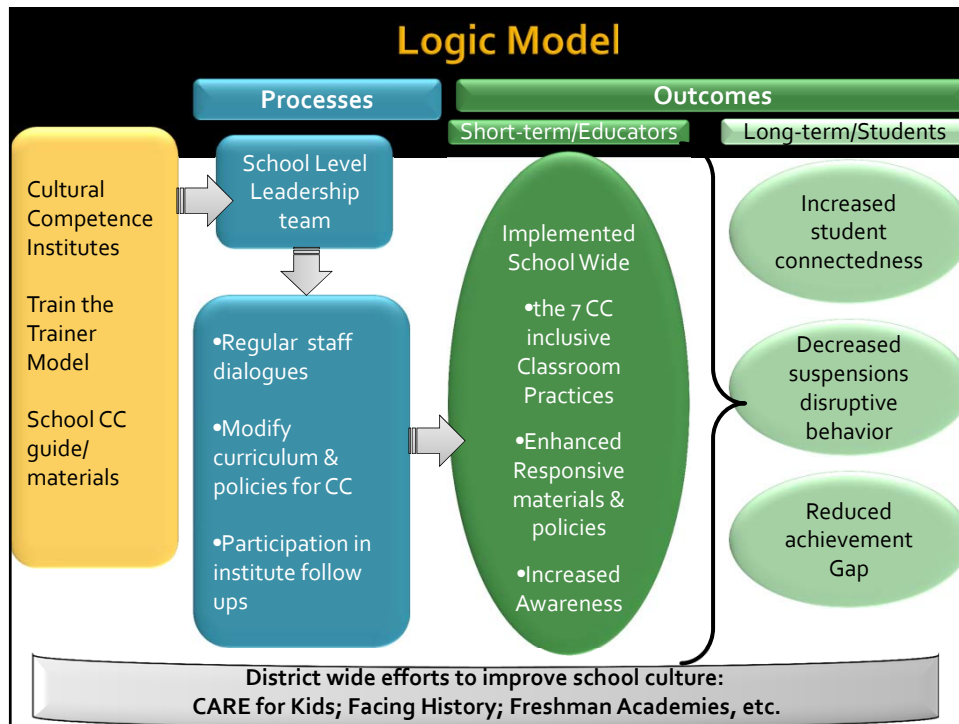 Logic Model
Processes
Outcomes
Short-term/Educators
Long-term/Students
Cultural
Competence
Institutes
Train the
Trainer
Model
School CC
guide/
materials
School Level
Leadership
team
•Regular staff
dialogues
•Modify
curriculum &
policies for CC
•Participation in
institute follow
ups
Implemented
School Wide
•the 7 CC
inclusive
Classroom
Practices
•Enhanced
Responsive
materials &
policies
•Increased
Awareness
Increased
student
connectedness
Decreased
suspensions
disruptive
behavior
Reduced
achievement
Gap
District wide efforts to improve school culture:
CARE for Kids; Facing History; Freshman Academies, etc.